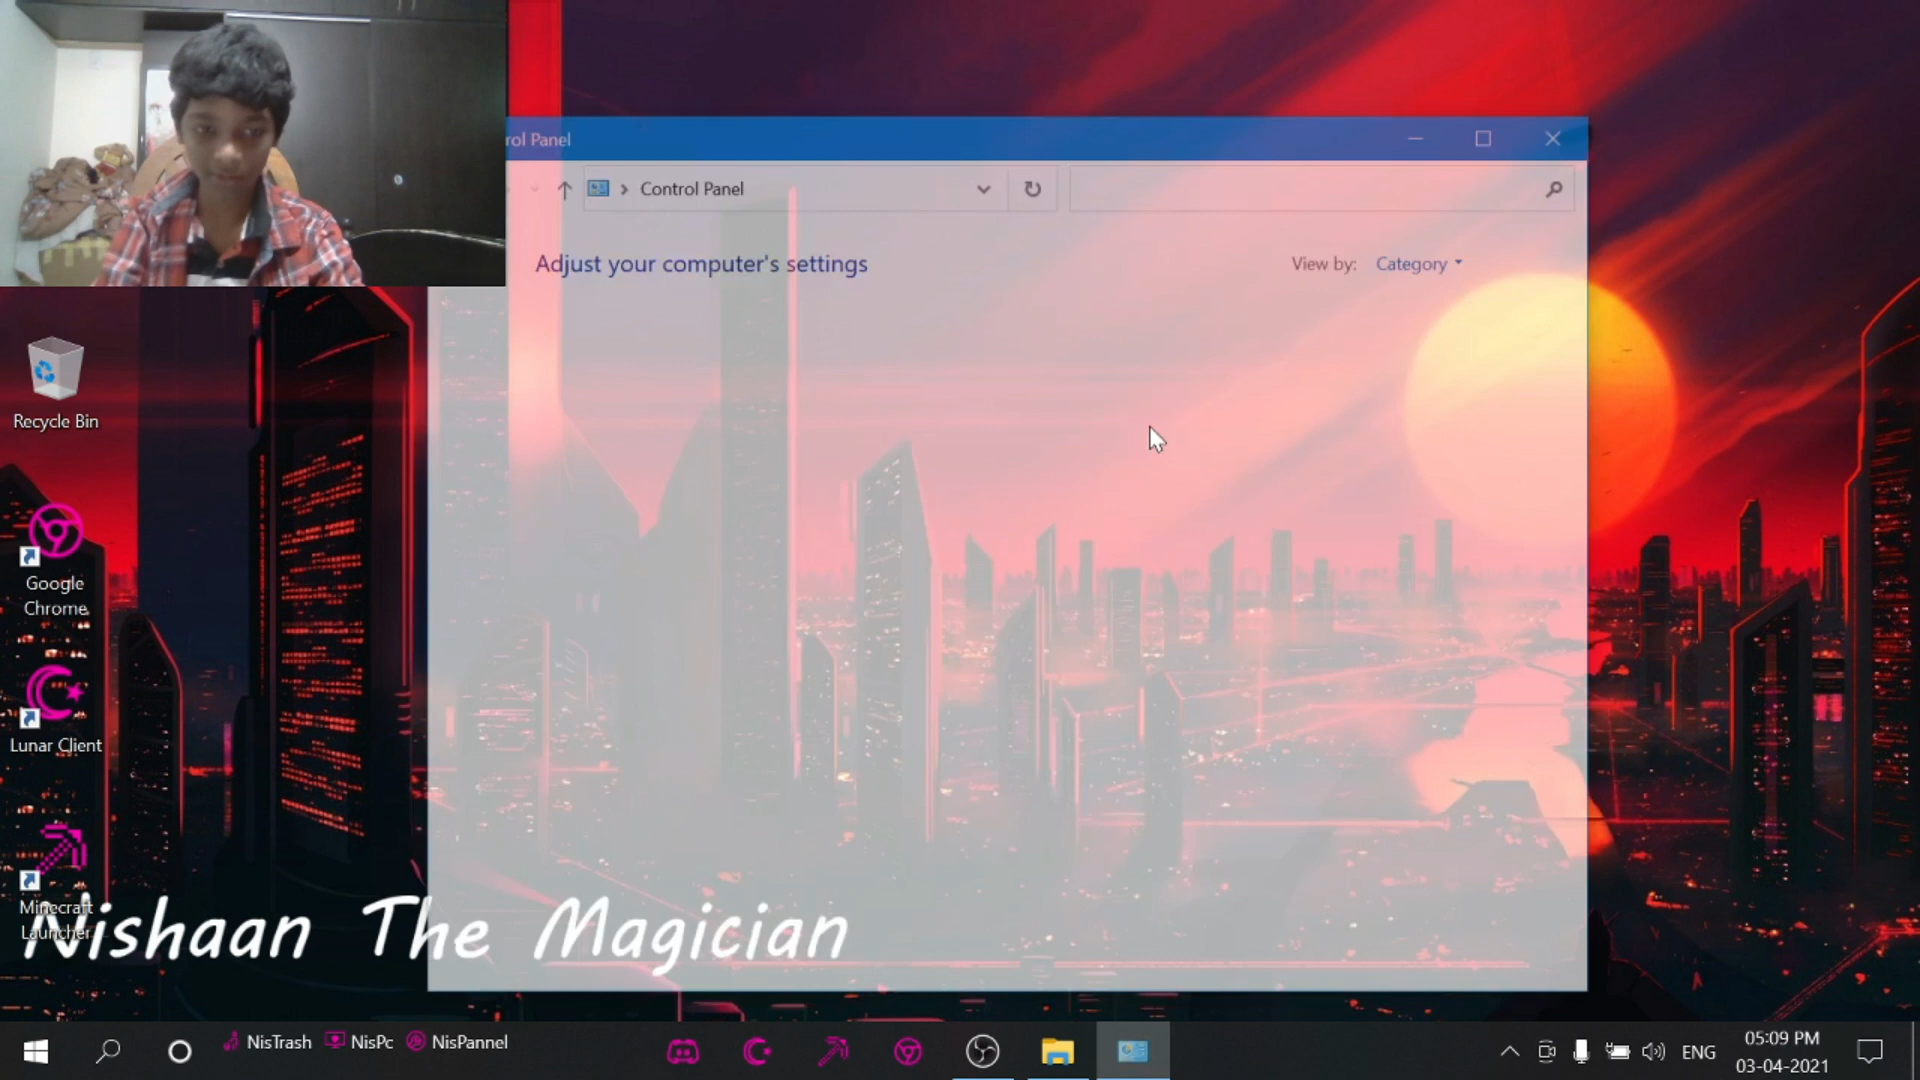 rol Panel
Control Panel
Adjust your computer's settings
View by: Category
Recycle Bin
Google
Chrome
Lunar Client
Minecraft
Launcher
Nishaan The Magician
NisTrash NisPc NisPannel
ENG
05:09 PM
03-04-2021